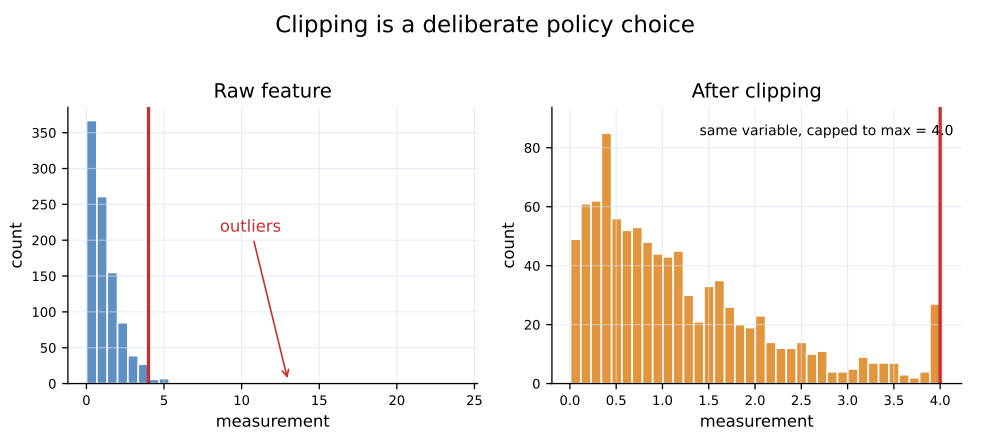 Clipping is a deliberate policy choice
Raw feature
count
350
300
250
200
150
100
50
0
outliers
0 5 10 15 20 25
measurement
After clipping
same variable, capped to max = 4.0
count
80
60
40
20
0
0.0 0.5 1.0 1.5 2.0 2.5 3.0 3.5 4.0
measurement